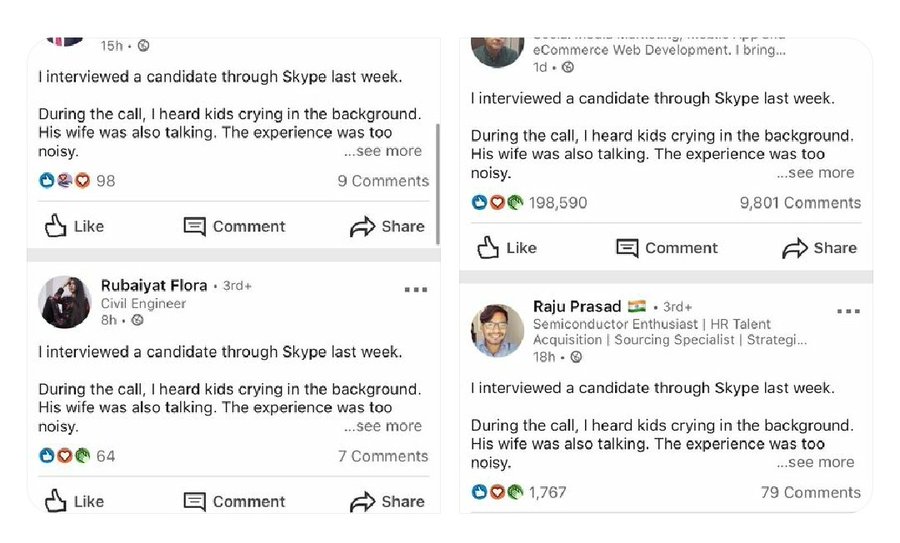 15h •
I interviewed a candidate through Skype last week.
During the call, I heard kids crying in the background.
His wife was also talking. The experience was too
noisy.
...see more
98
9 Comments
Like
Comment
Share
Rubaiyat Flora • 3rd+
Civil Engineer
8h •
I interviewed a candidate through Skype last week.
During the call, I heard kids crying in the background.
His wife was also talking. The experience was too
noisy.
...see more
64
7 Comments
Like
Comment
Share
eCommerce Web Development. I bring...
1d •
I interviewed a candidate through Skype last week.
During the call, I heard kids crying in the background.
His wife was also talking. The experience was too
noisy.
...see more
198,590
9,801 Comments
Like
Comment
Share
Raju Prasad • 3rd+
Semiconductor Enthusiast | HR Talent
Acquisition | Sourcing Specialist | Strategi...
18h •
I interviewed a candidate through Skype last week.
During the call, I heard kids crying in the background.
His wife was also talking. The experience was too
noisy.
...see more
1,767
79 Comments